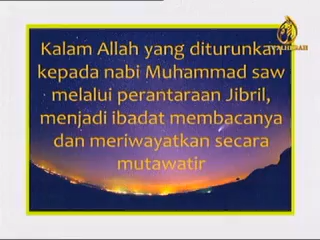 Kalam Allah yang diturunkan
kepada nabi Muhammad saw
melalui perantaraan Jibril,
menjadi ibadat membacanya
dan meriwayatkan secara
mutawatir